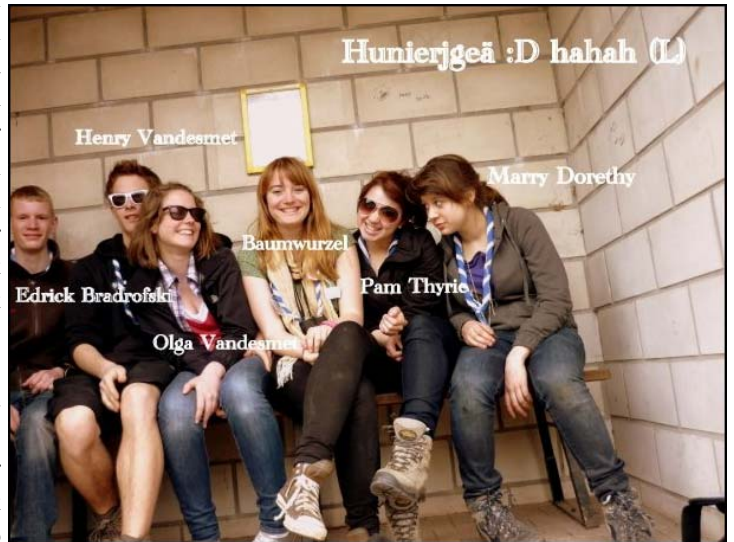 Hunierjgeä :D hahah (L)
Henry Vandesmet
Marry Dorethy
Baumwurzel
Edrick Bradrofski
Pam Thyrie
Olga Vandesmet